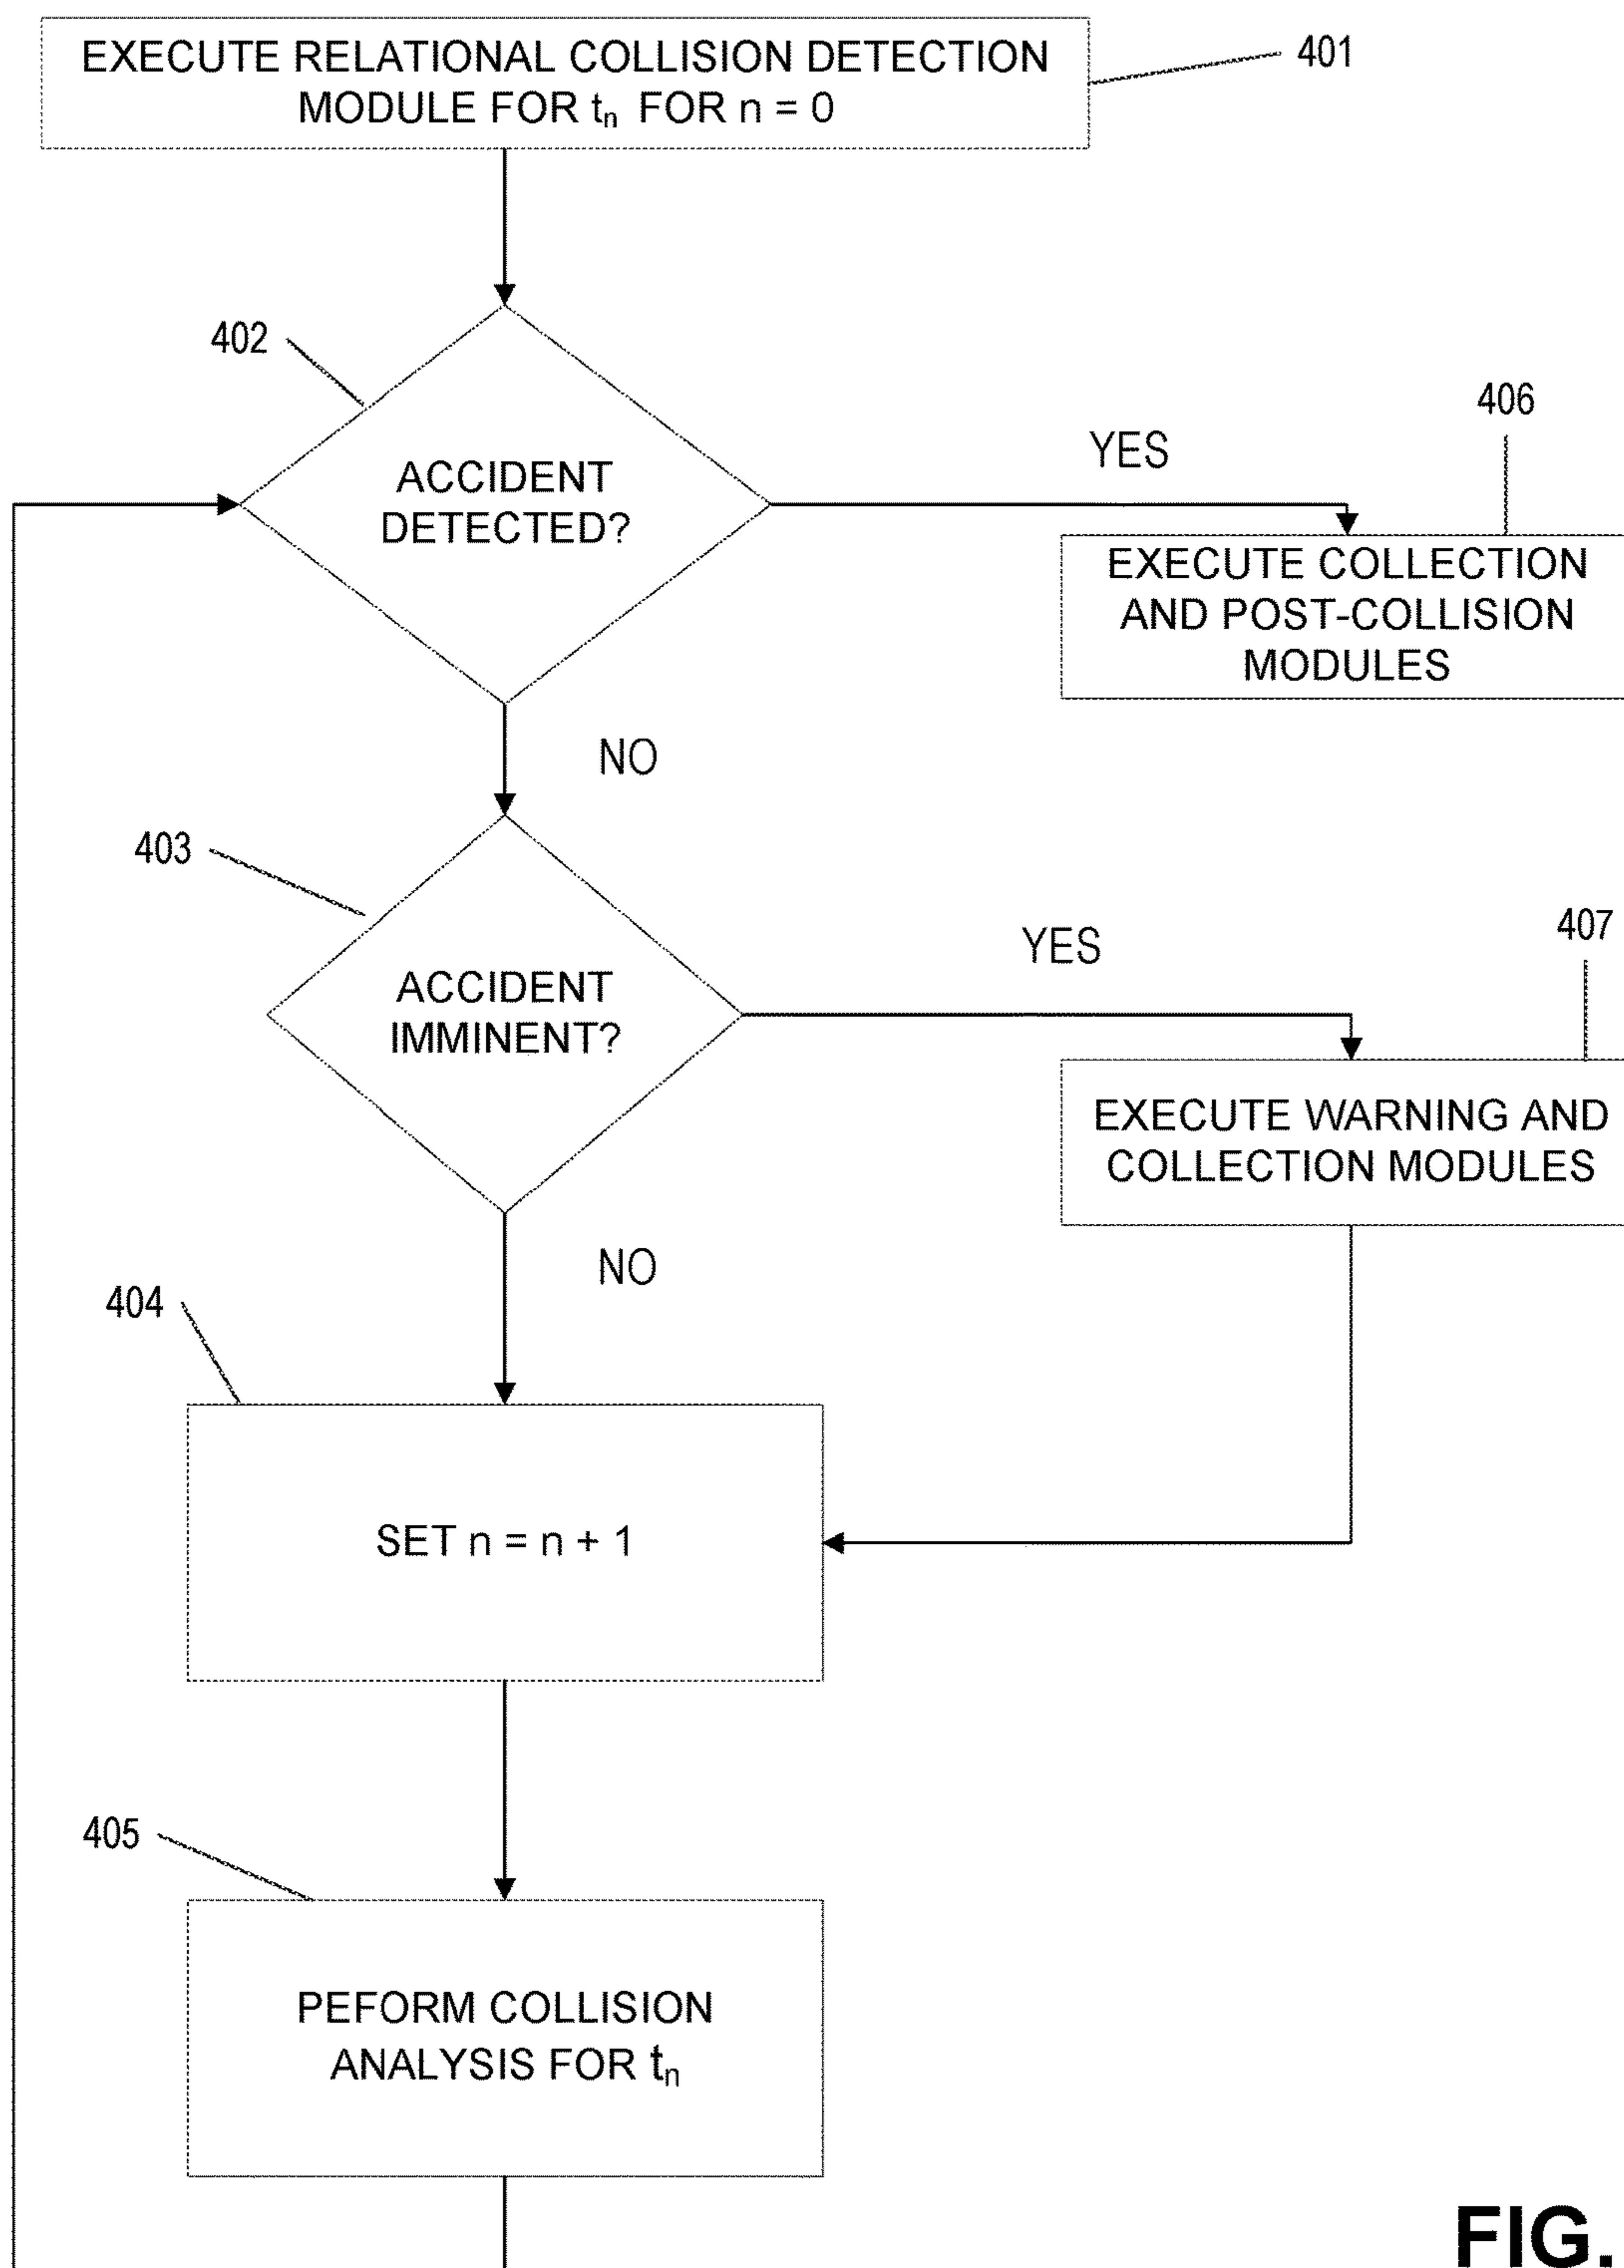 EXECUTE RELATIONAL COLLISION DETECTION
MODULE FOR tn FOR n = 0
401
402
ACCIDENT
DETECTED?
YES
406
EXECUTE COLLECTION
AND POST-COLLISION
MODULES
NO
403
ACCIDENT
IMMINENT?
YES
407
EXECUTE WARNING AND
COLLECTION MODULES
NO
404
SET n = n + 1
405
PEFORM COLLISION
ANALYSIS FOR tn
FIG.